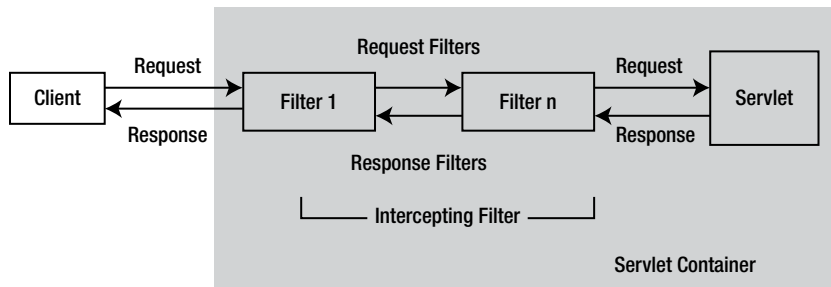 Request Filters
Request
Request
Client
Filter 1
Filter n
Servlet
Response
Response
Response Filters
Intercepting Filter
Servlet Container